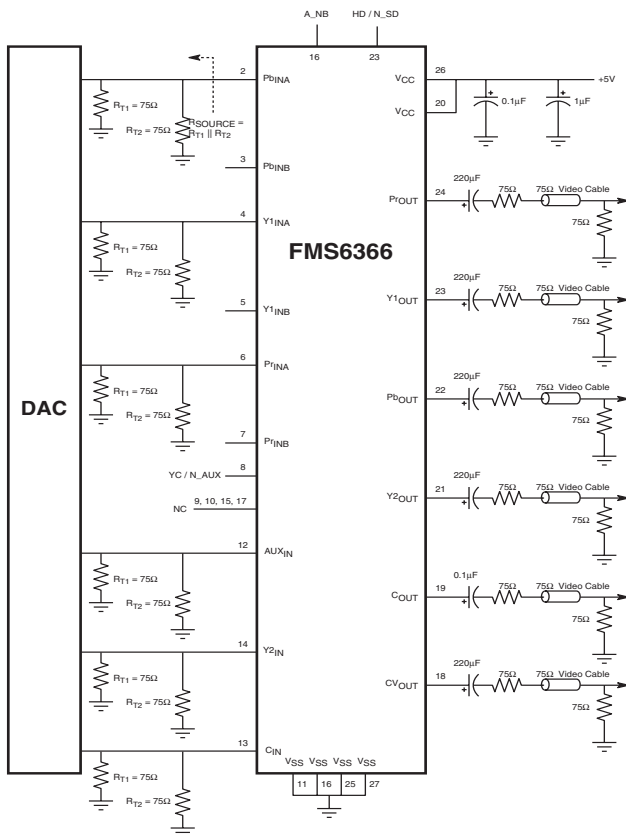 A_NB
HD / N_SD
16
23
2
PbINA
VCC
26
+5V
RT1 = 75Ω
RSOURCE =
RT1 || RT2
RT2 = 75Ω
VCC
20
0.1μF
1μF
3
PbINB
220μF
PrOUT
24
75Ω
75Ω Video Cable
75Ω
4
Y1INA
RT1 = 75Ω
RT2 = 75Ω
FMS6366
220μF
Y1OUT
23
75Ω
75Ω Video Cable
75Ω
5
Y1INB
6
PrINA
RT1 = 75Ω
RT2 = 75Ω
DAC
220μF
PbOUT
22
75Ω
75Ω Video Cable
75Ω
7
PrINB
YC / N_AUX
8
NC
9, 10, 15, 17
220μF
Y2OUT
21
75Ω
75Ω Video Cable
75Ω
12
AUXIN
RT1 = 75Ω
RT2 = 75Ω
0.1μF
COUT
19
75Ω
75Ω Video Cable
75Ω
14
Y2IN
RT1 = 75Ω
RT2 = 75Ω
220μF
CVOUT
18
75Ω
75Ω Video Cable
75Ω
13
CIN
RT1 = 75Ω
RT2 = 75Ω
VSS VSS VSS VSS
11 16 25 27